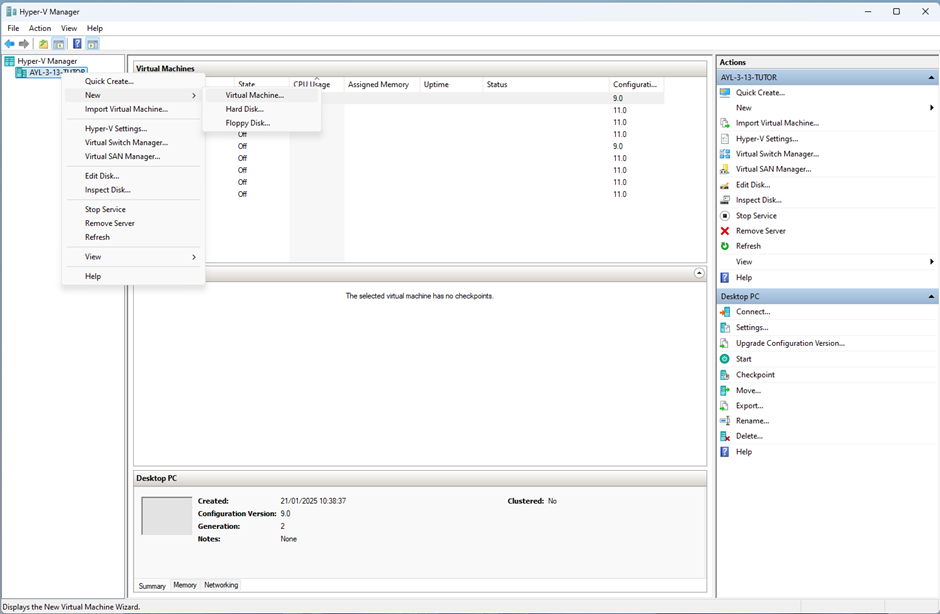 Hyper-V Manager
File Action View Help
Hyper-V Manager
AYL-3-13-TUTOR
Quick Create...
New
Import Virtual Machine...
Hyper-V Settings...
Virtual Switch Manager...
Virtual SAN Manager...
Edit Disk...
Inspect Disk...
Stop Service
Remove Server
Refresh
View
Help
Virtual Machine...
Hard Disk...
Floppy Disk...
Virtual Machines
State CPU Usage Assigned Memory Uptime Status Configurati...
9.0
11.0
11.0
Off 11.0
Off 9.0
Off 11.0
Off 11.0
Off 11.0
Off 11.0
The selected virtual machine has no checkpoints.
Desktop PC
Created: 21/01/2025 10:38:37 Clustered: No
Configuration Version: 9.0
Generation: 2
Notes: None
Summary Memory Networking
Actions
AYL-3-13-TUTOR
Quick Create...
New
Import Virtual Machine...
Hyper-V Settings...
Virtual Switch Manager...
Virtual SAN Manager...
Edit Disk...
Inspect Disk...
Stop Service
Remove Server
Refresh
View
Help
Desktop PC
Connect...
Settings...
Upgrade Configuration Version...
Start
Checkpoint
Move...
Export...
Rename...
Delete...
Help
Displays the New Virtual Machine Wizard.